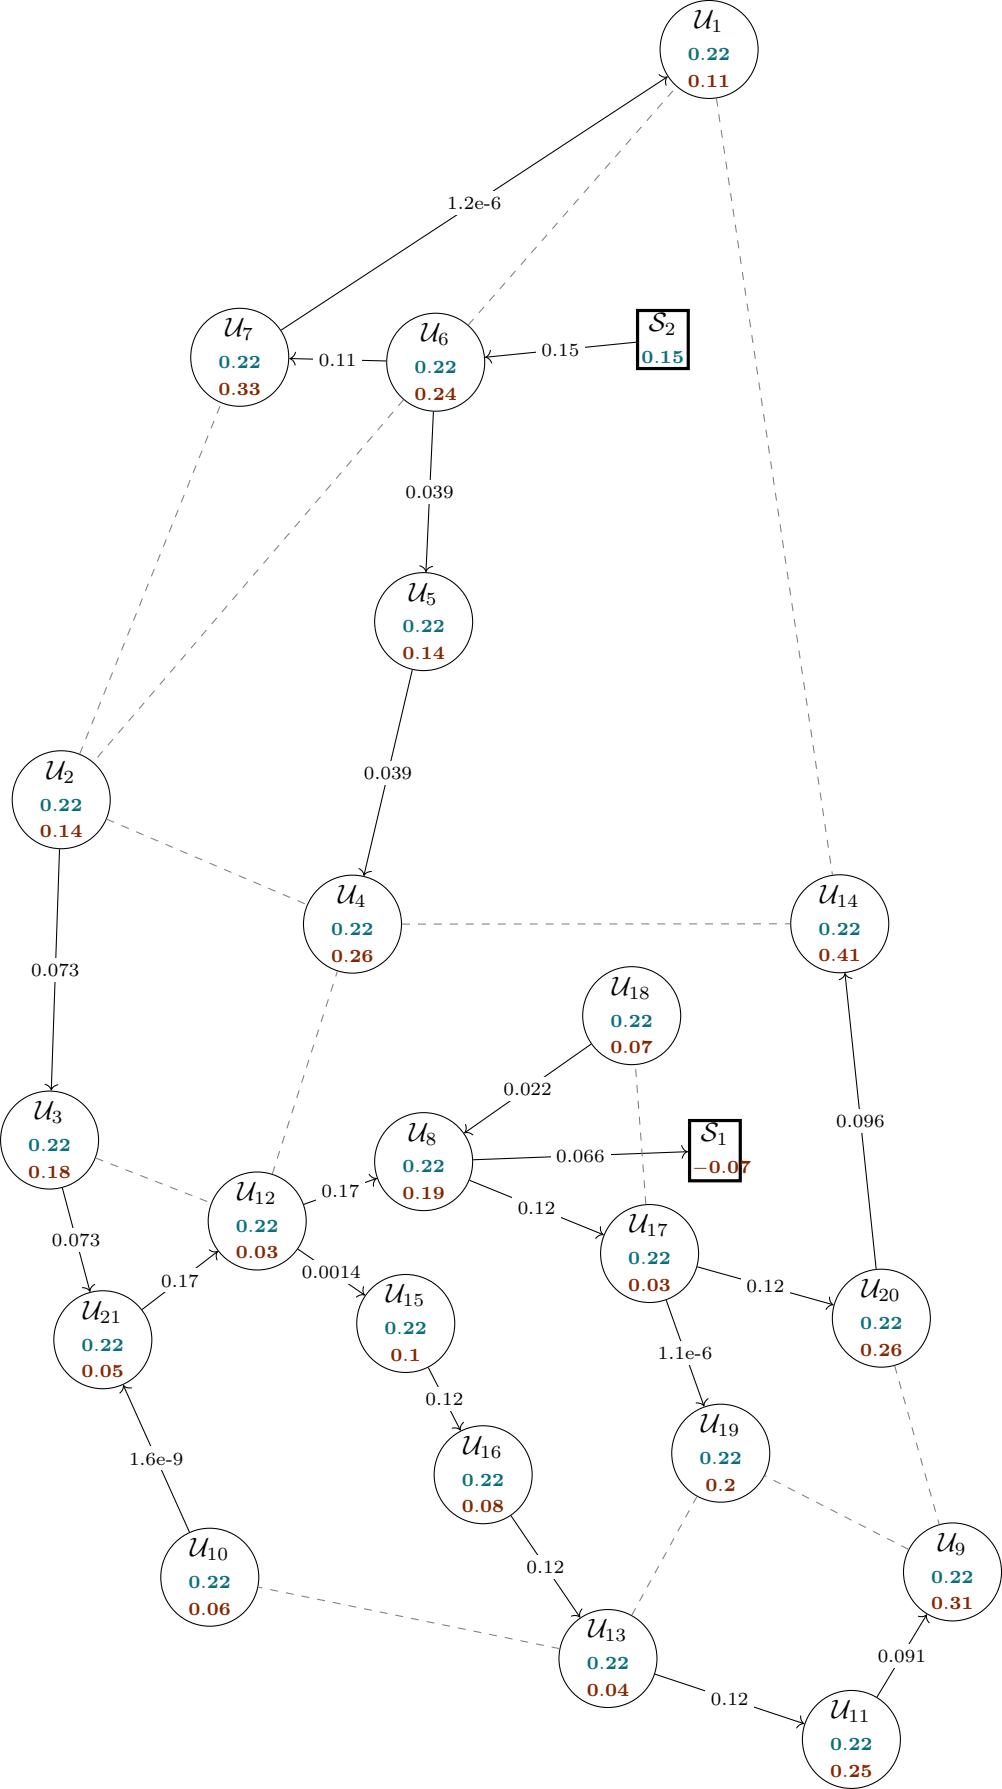 𝒰₁
0.22
0.11
1.2e-6
𝒰₇
0.22
0.33
0.11
𝒰₆
0.22
0.24
0.15
𝒮₂
0.15
0.039
𝒰₅
0.22
0.14
0.039
𝒰₂
0.22
0.14
𝒰₄
0.22
0.26
𝒰₁₄
0.22
0.41
0.073
𝒰₁₈
0.22
0.07
0.022
0.096
𝒰₃
0.22
0.18
𝒰₈
0.22
0.19
0.066
𝒮₁
−0.07
𝒰₁₂
0.22
0.03
0.17
0.12
𝒰₁₇
0.22
0.03
0.073
0.17
0.0014
0.12
𝒰₂₁
0.22
0.05
𝒰₁₅
0.22
0.1
𝒰₂₀
0.22
0.26
1.1e-6
0.12
𝒰₁₉
0.22
0.2
1.6e-9
𝒰₁₆
0.22
0.08
𝒰₁₀
0.22
0.06
0.12
𝒰₉
0.22
0.31
𝒰₁₃
0.22
0.04
0.091
0.12
𝒰₁₁
0.22
0.25